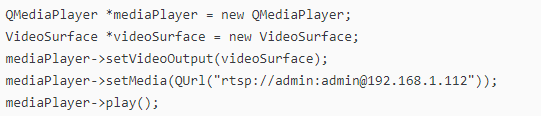 QMediaPlayer *mediaPlayer = new QMediaPlayer;
VideoSurface *videoSurface = new VideoSurface;
mediaPlayer->setVideoOutput(videoSurface);
mediaPlayer->setMedia(QUrl("rtsp://admin:admin@192.168.1.112"));
mediaPlayer->play();